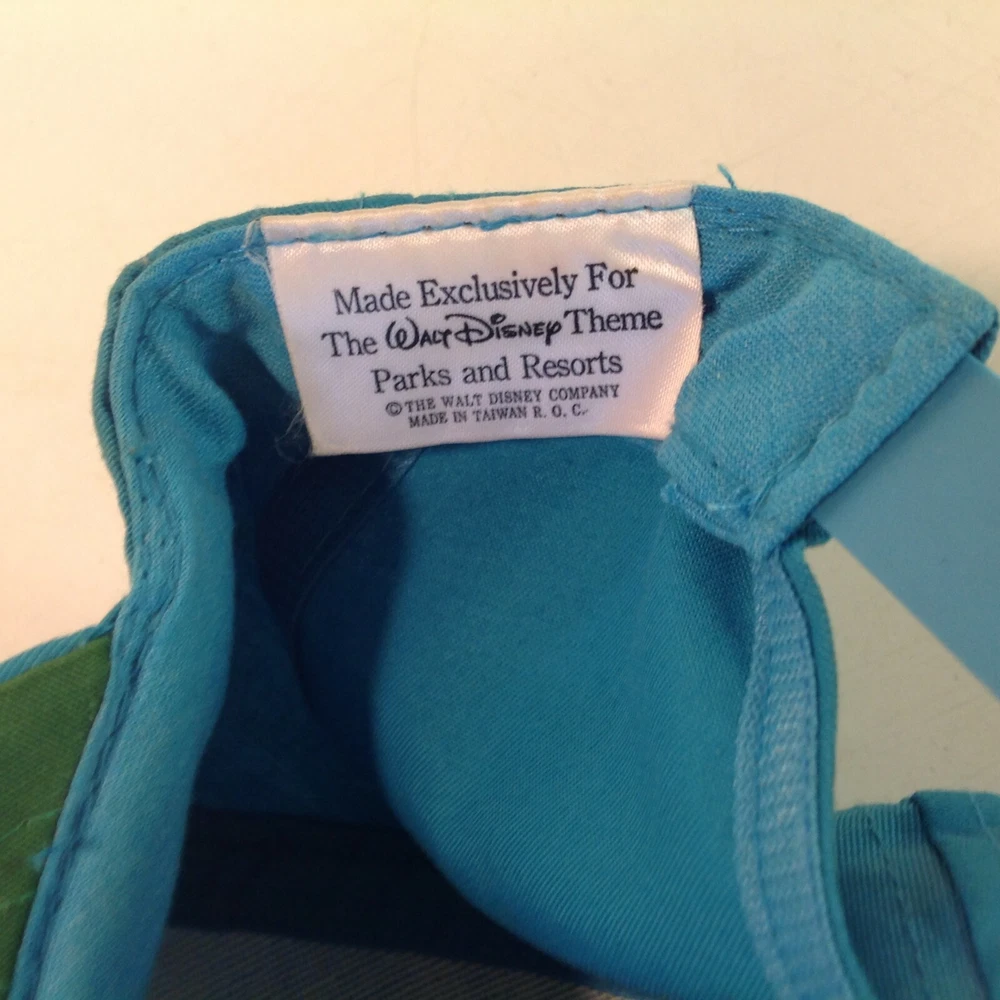 Made Exclusively For
The Walt Disney Theme
Parks and Resorts
© THE WALT DISNEY COMPANY
MADE IN TAIWAN R. O. C.